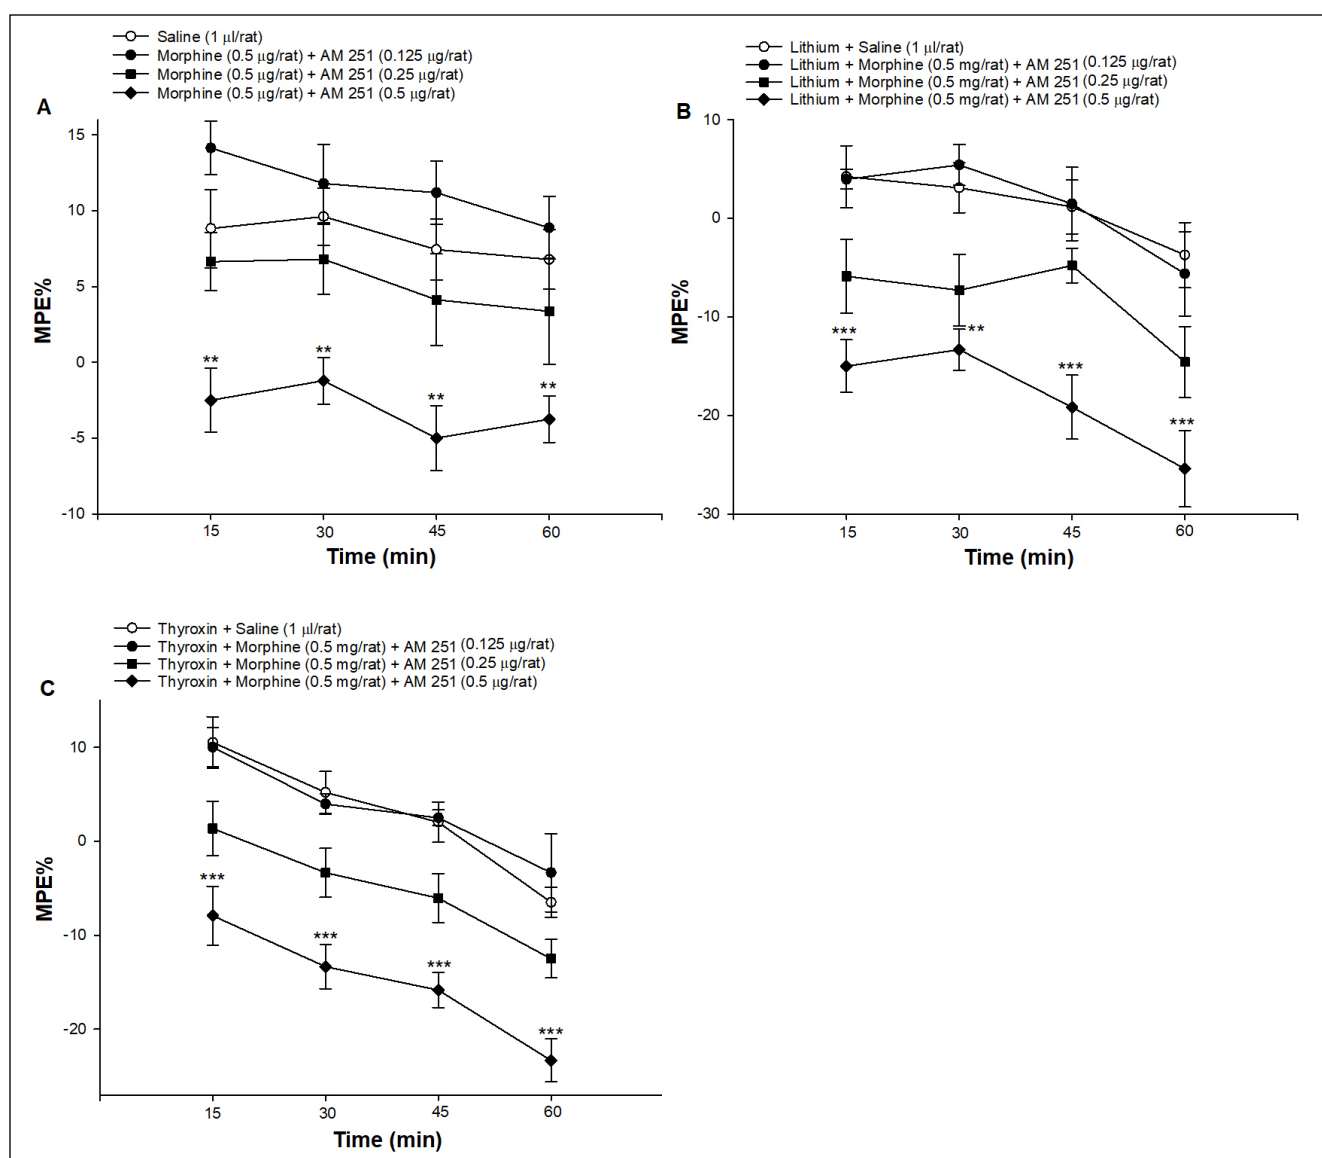 Saline (1 μl/rat)
Morphine (0.5 μg/rat) + AM 251 (0.125 μg/rat)
Morphine (0.5 μg/rat) + AM 251 (0.25 μg/rat)
Morphine (0.5 μg/rat) + AM 251 (0.5 μg/rat)
A
15
10
5
0
-5
-10
MPE%
**
**
**
**
15 30 45 60
Time (min)
Lithium + Saline (1 μl/rat)
Lithium + Morphine (0.5 mg/rat) + AM 251 (0.125 μg/rat)
Lithium + Morphine (0.5 mg/rat) + AM 251 (0.25 μg/rat)
Lithium + Morphine (0.5 mg/rat) + AM 251 (0.5 μg/rat)
B
10
0
-10
-20
-30
MPE%
***
**
***
***
15 30 45 60
Time (min)
Thyroxin + Saline (1 μl/rat)
Thyroxin + Morphine (0.5 mg/rat) + AM 251 (0.125 μg/rat)
Thyroxin + Morphine (0.5 mg/rat) + AM 251 (0.25 μg/rat)
Thyroxin + Morphine (0.5 mg/rat) + AM 251 (0.5 μg/rat)
C
10
0
-10
-20
MPE%
***
***
***
***
15 30 45 60
Time (min)